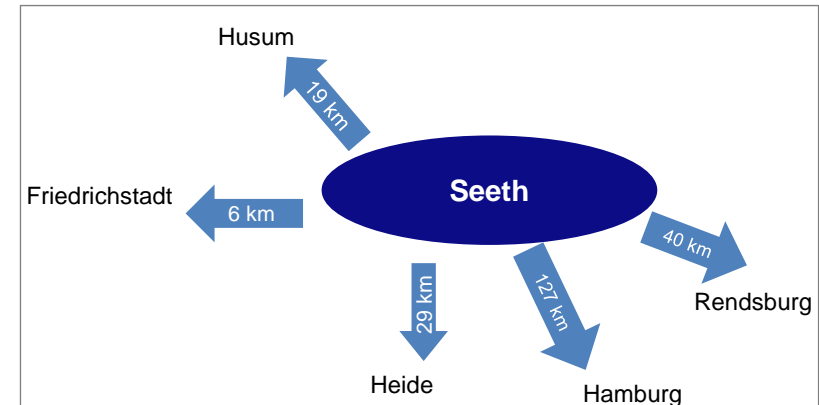 Husum
19 km
Friedrichstadt
6 km
Seeth
40 km
Rendsburg
29 km
127 km
Heide
Hamburg